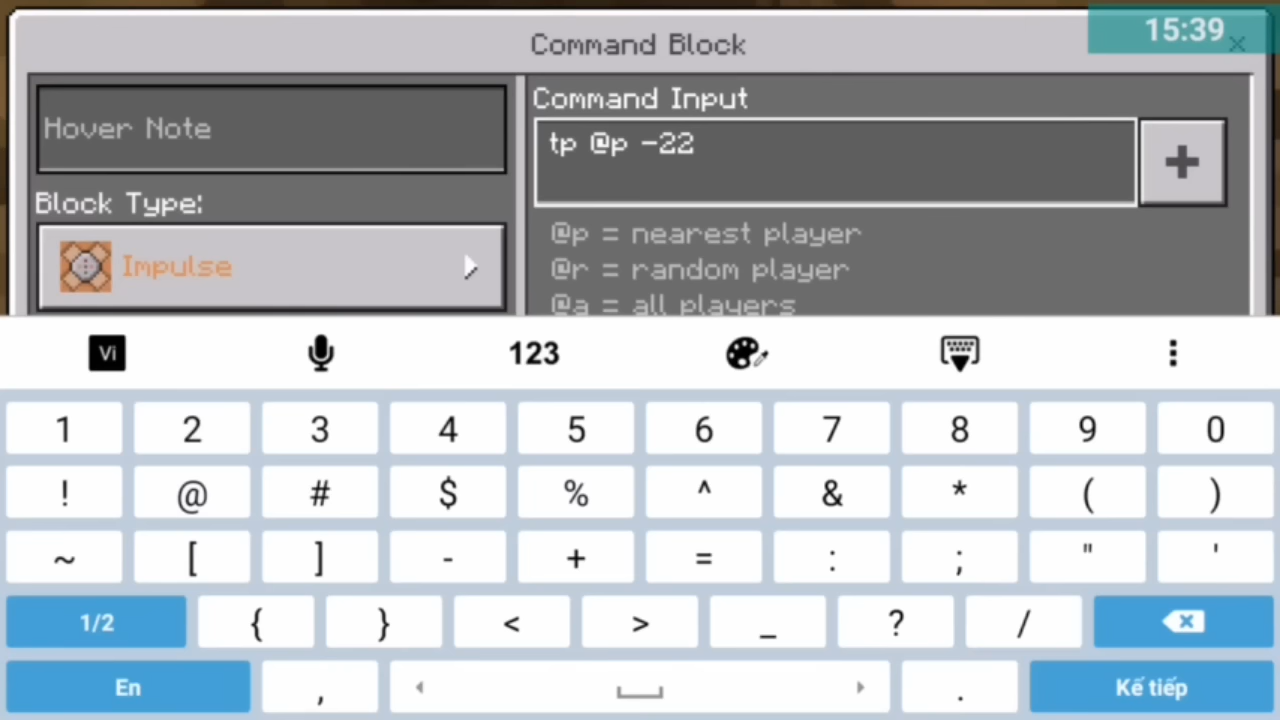 15:39
Command Block
Hover Note
Command Input
tp @p -22
Block Type:
@p = nearest player
Impulse
@r = random player
@a = all players
Vi
123
1 2 3 4 5 6 7 8 9 0
! @ # $ % ^ & * ( )
~ [ ] - + = : ; " '
1/2 { } < > _ ? /
En , . Kế tiếp